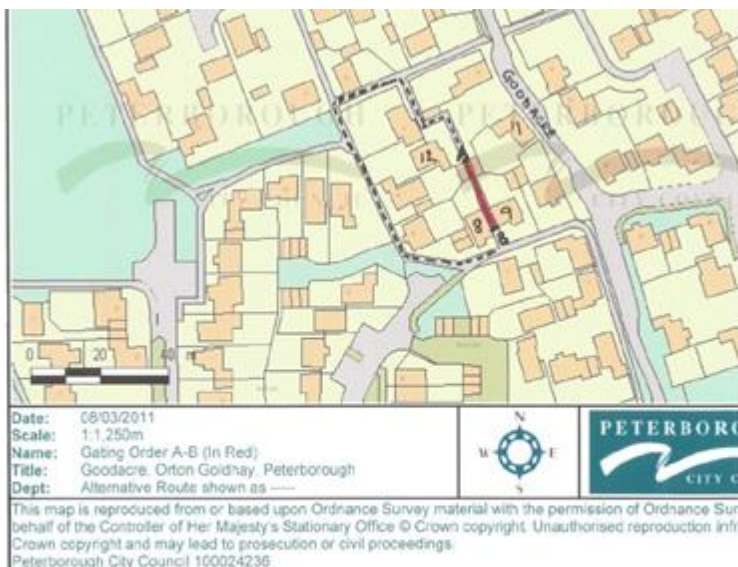 PETERBOROUGH
PETERBOROUGH
GOODACRE
11
12
A
8
9
B
0 20 40 m
Date: 08/03/2011
Scale: 1:1,250m
Name: Gating Order A-B (In Red)
Title: Goodacre, Orton Goldhay, Peterborough
Dept: Alternative Route shown as -----
N
W E
S
PETERBORO
CITY C
This map is reproduced from or based upon Ordnance Survey material with the permission of Ordnance Sur
behalf of the Controller of Her Majesty's Stationary Office © Crown copyright. Unauthorised reproduction infr
Crown copyright and may lead to prosecution or civil proceedings.
Peterborough City Council 100024236